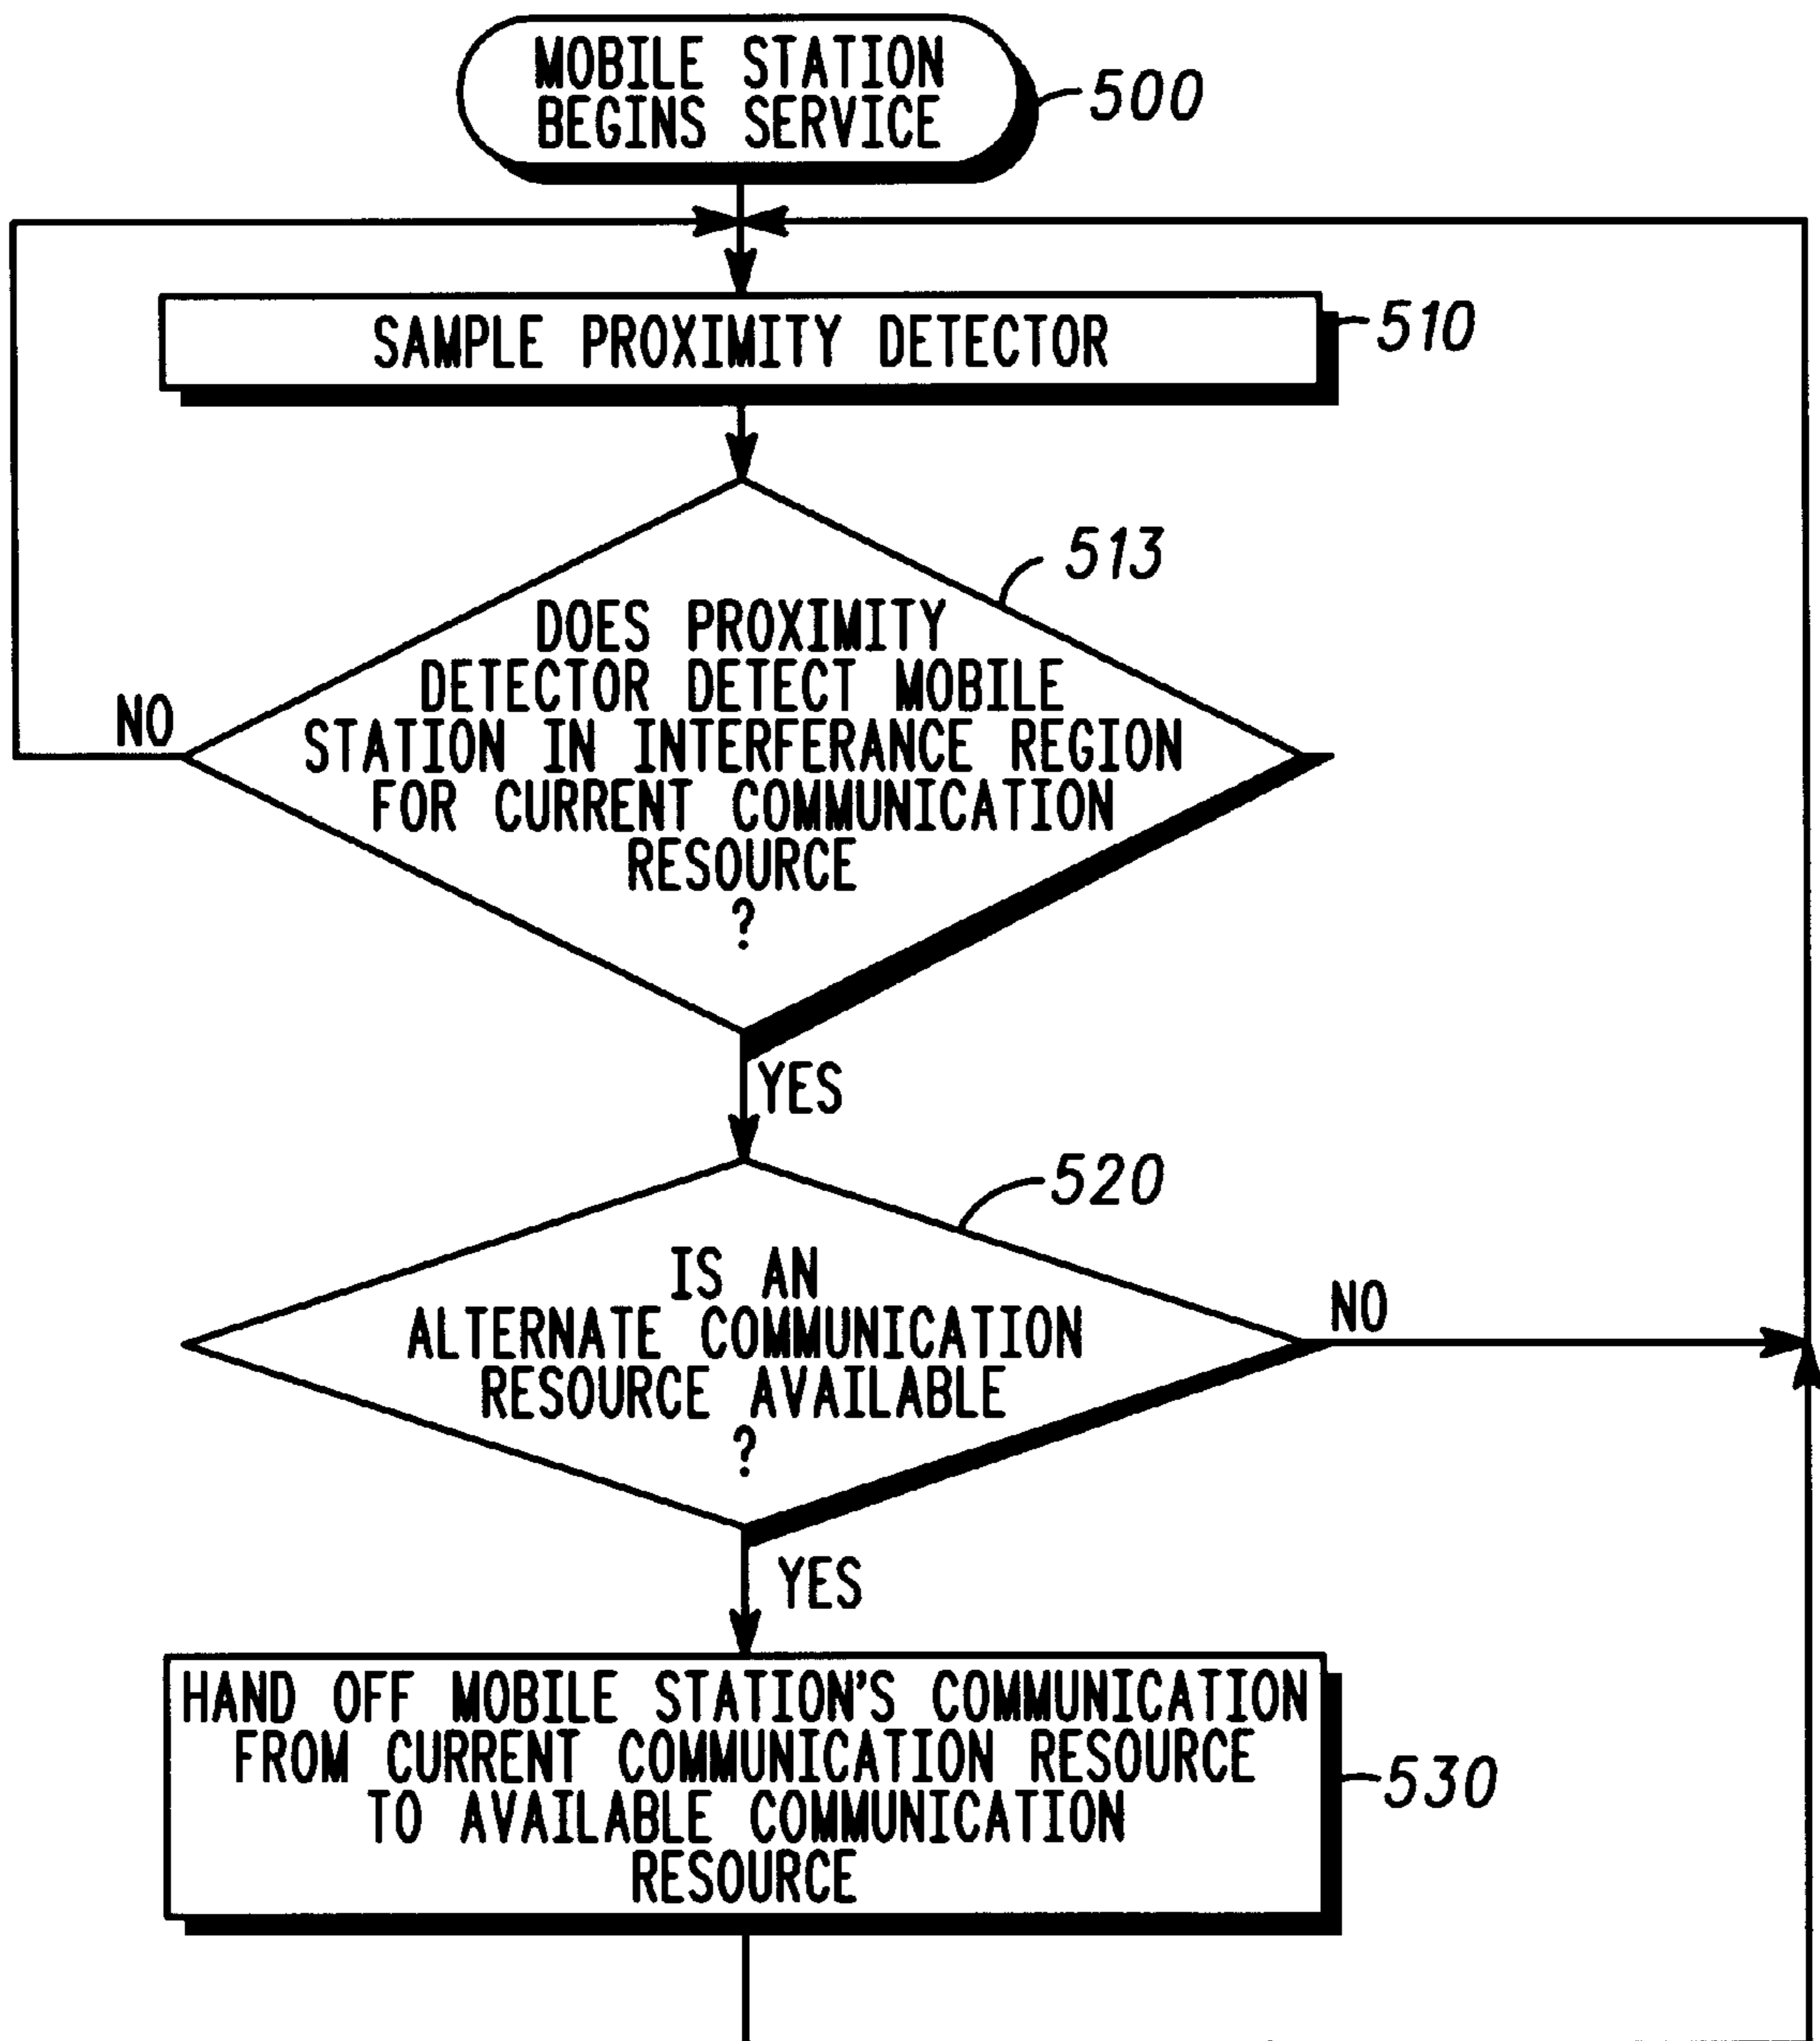 MOBILE STATION
BEGINS SERVICE
500
SAMPLE PROXIMITY DETECTOR
510
513
DOES PROXIMITY
DETECTOR DETECT MOBILE
STATION IN INTERFERANCE REGION
FOR CURRENT COMMUNICATION
RESOURCE
?
NO
YES
520
IS AN
ALTERNATE COMMUNICATION
RESOURCE AVAILABLE
?
NO
YES
HAND OFF MOBILE STATION'S COMMUNICATION
FROM CURRENT COMMUNICATION RESOURCE
TO AVAILABLE COMMUNICATION
RESOURCE
530